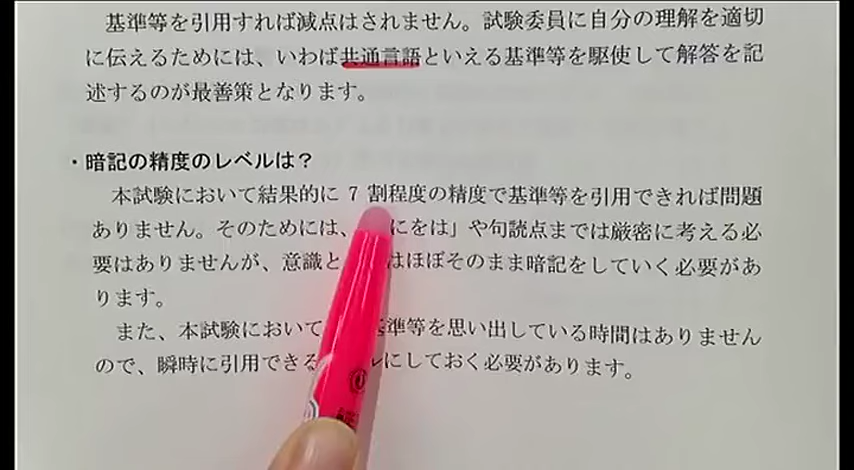 基準等を引用すれば減点はされません。試験委員に自分の理解を適切
に伝えるためには、いわば共通言語といえる基準等を駆使して解答を記
述するのが最善策となります。
・暗記の精度のレベルは？
本試験において結果的に 7 割程度の精度で基準等を引用できれば問題
ありません。そのためには、にをは」や句読点までは厳密に考える必
要はありませんが、意識と はほぼそのまま暗記をしていく必要があ
ります。
また、本試験において 基準等を思い出している時間はありません
ので、瞬時に引用できる ルにしておく必要があります。